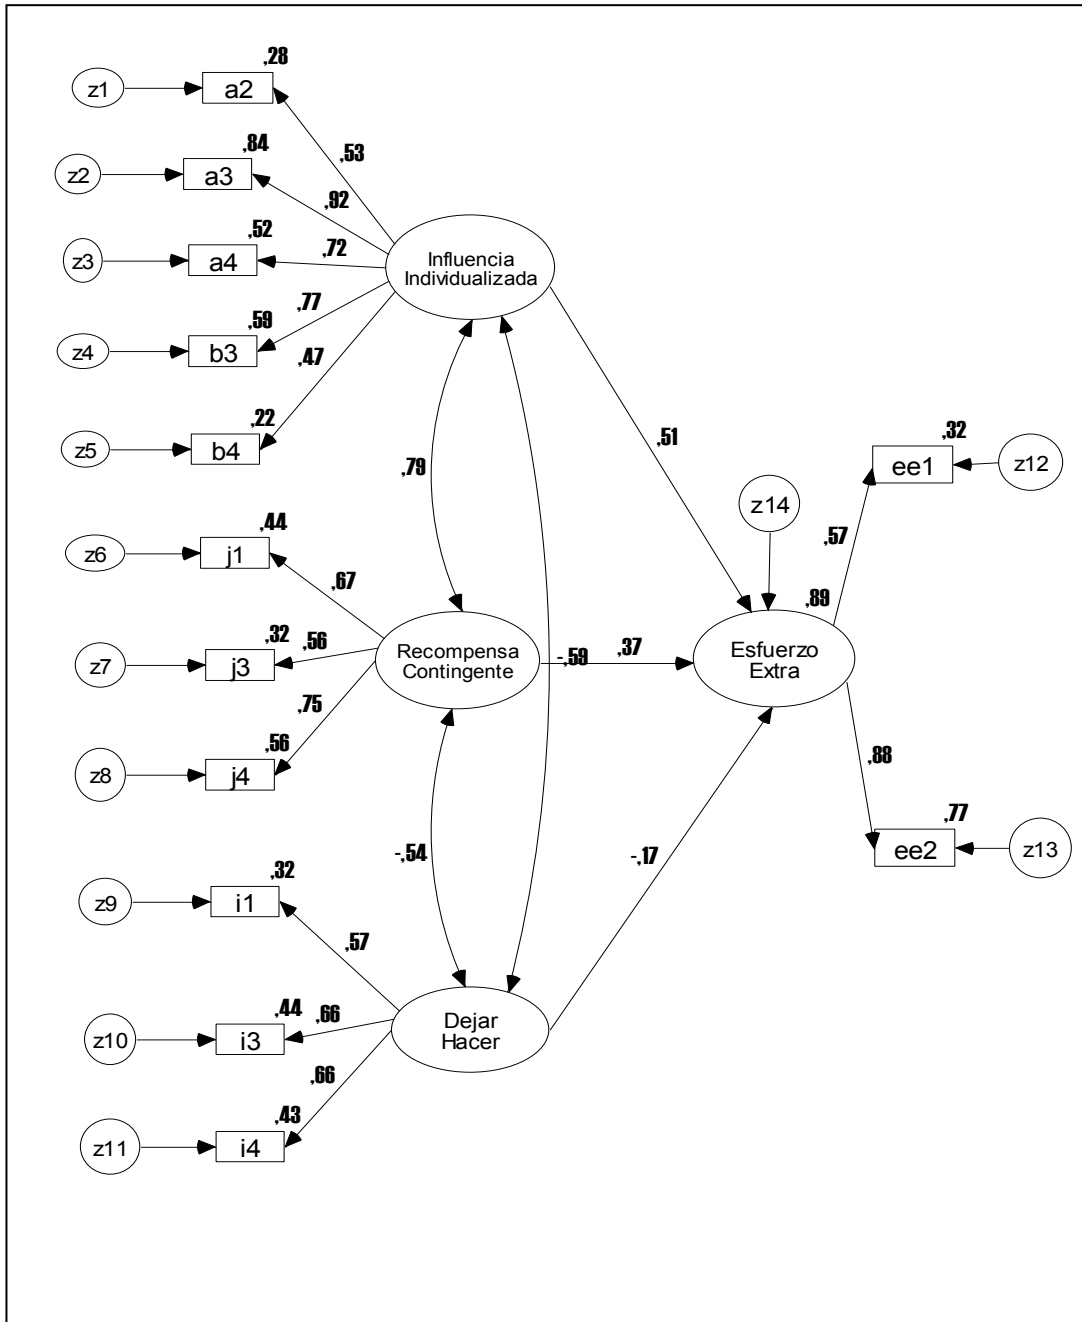 ,28
z1
a2
,84
,53
z2
a3
,92
,52
,72
z3
a4
Influencia
Individualizada
,59
,77
z4
b3
,47
,22
z5
b4
,79
,51
,32
ee1
z12
z14
,57
,44
z6
j1
,67
,89
,32
,56
z7
j3
Recompensa
Contingente
-,59
,37
Esfuerzo
Extra
,75
,56
z8
j4
,88
,77
ee2
z13
-,54
-,17
,32
z9
i1
,57
,44
,66
z10
i3
Dejar
Hacer
,66
,43
z11
i4